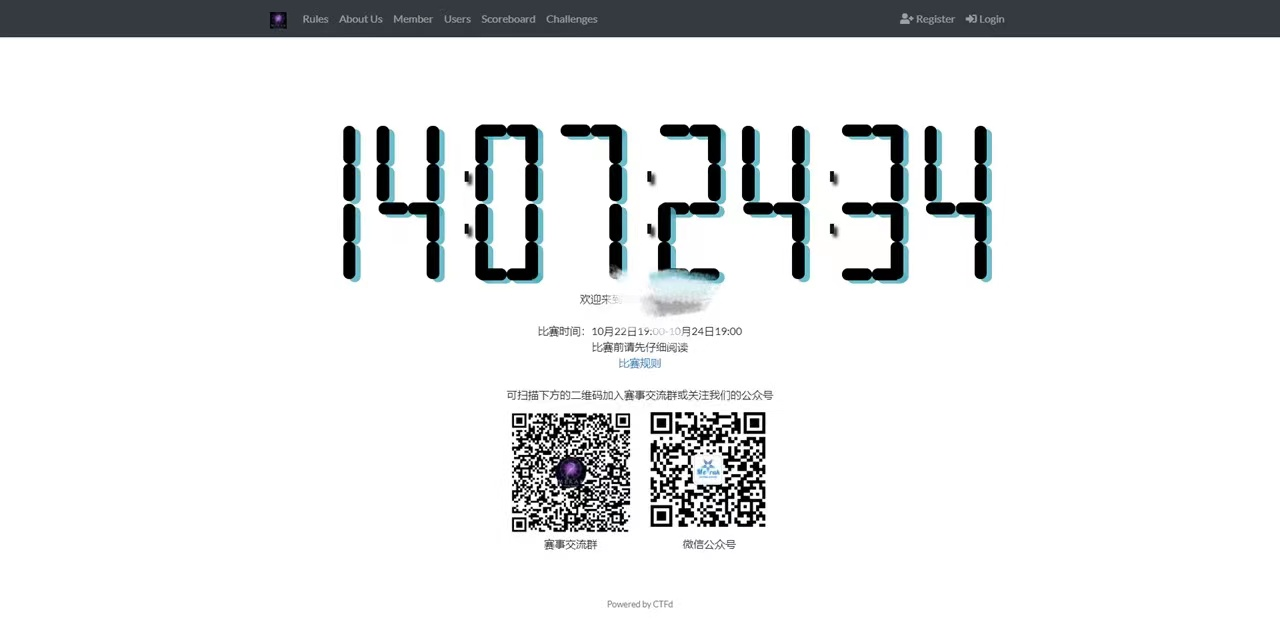 Rules About Us Member Users Scoreboard Challenges Register Login
14:07:24:34
欢迎来到
比赛时间：10月22日19:00-10月24日19:00
比赛前请先仔细阅读
比赛规则
可扫描下方的二维码加入赛事交流群或关注我们的公众号
赛事交流群 微信公众号
Powered by CTFd